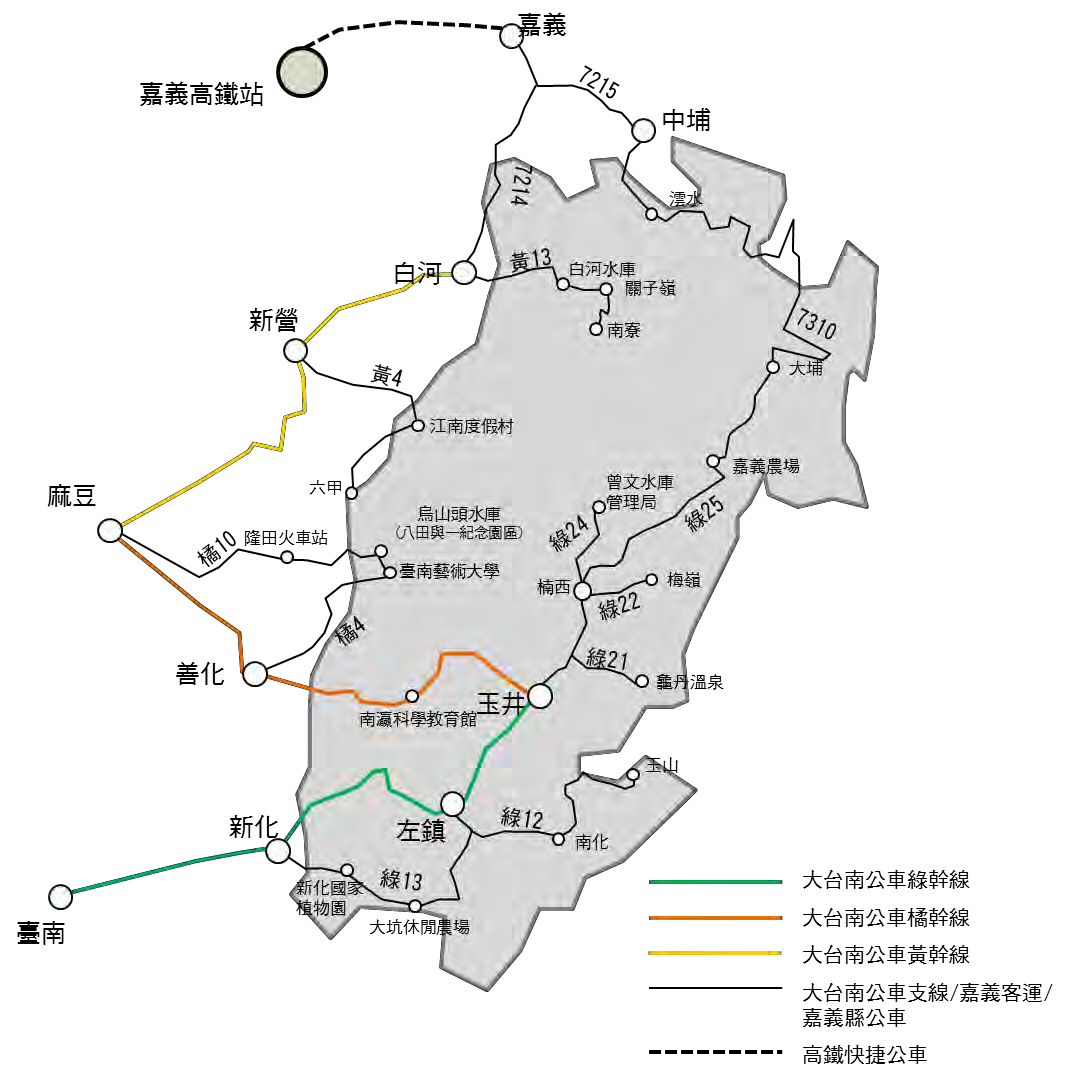 嘉義
嘉義高鐵站
7215
中埔
7214
澐水
白河
黃13
白河水庫
關子嶺
南寮
新營
7310
黃4
大埔
江南度假村
嘉義農場
六甲
曾文水庫
管理局
麻豆
烏山頭水庫
(八田與一紀念園區)
綠25
綠24
橘10
隆田火車站
臺南藝術大學
楠西
梅嶺
綠22
橘4
綠21
善化
龜丹溫泉
玉井
南瀛科學教育館
玉山
新化
左鎮
綠12
南化
新化國家
植物園
綠13
大坑休閒農場
臺南
大台南公車綠幹線
大台南公車橘幹線
大台南公車黃幹線
大台南公車支線/嘉義客運/
嘉義縣公車
高鐵快捷公車